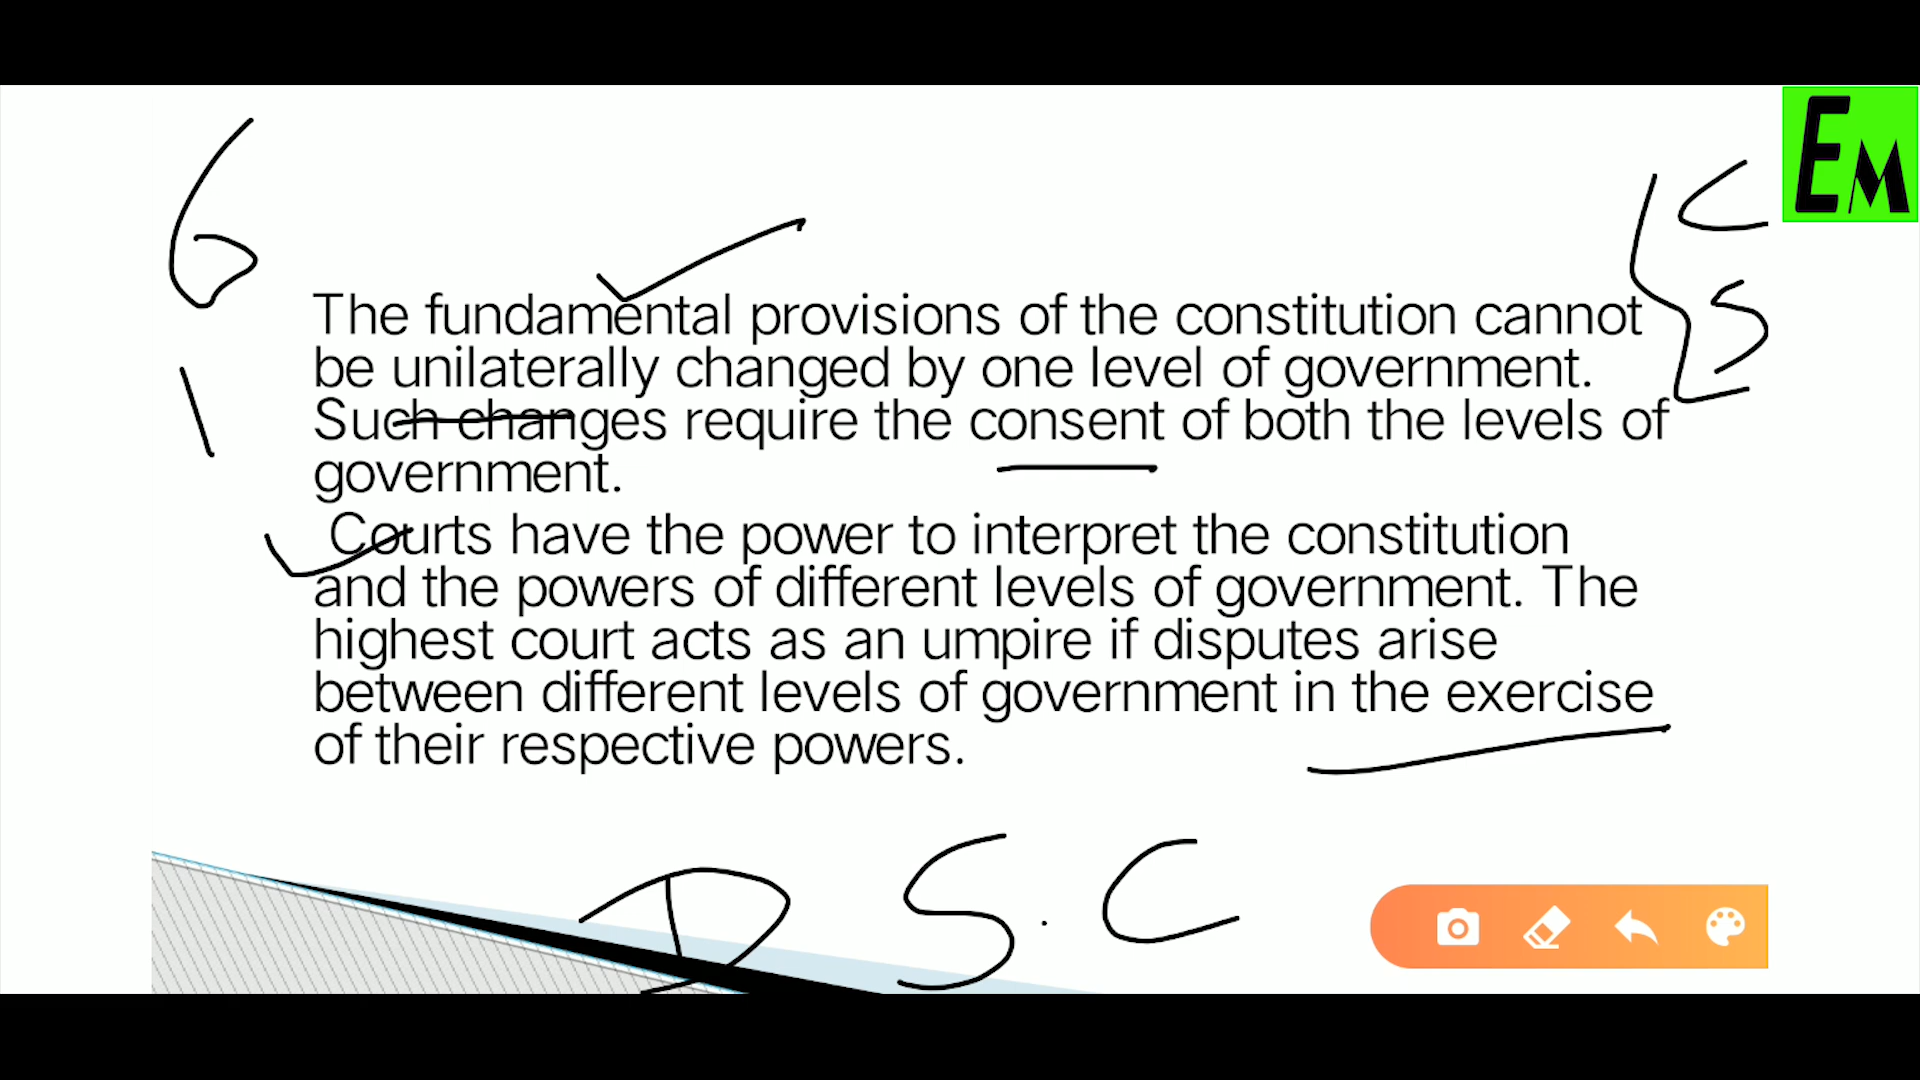 EM
6
C
S
The fundamental provisions of the constitution cannot
be unilaterally changed by one level of government.
Such changes require the consent of both the levels of
government.
Courts have the power to interpret the constitution
and the powers of different levels of government. The
highest court acts as an umpire if disputes arise
between different levels of government in the exercise
of their respective powers.
D S.C